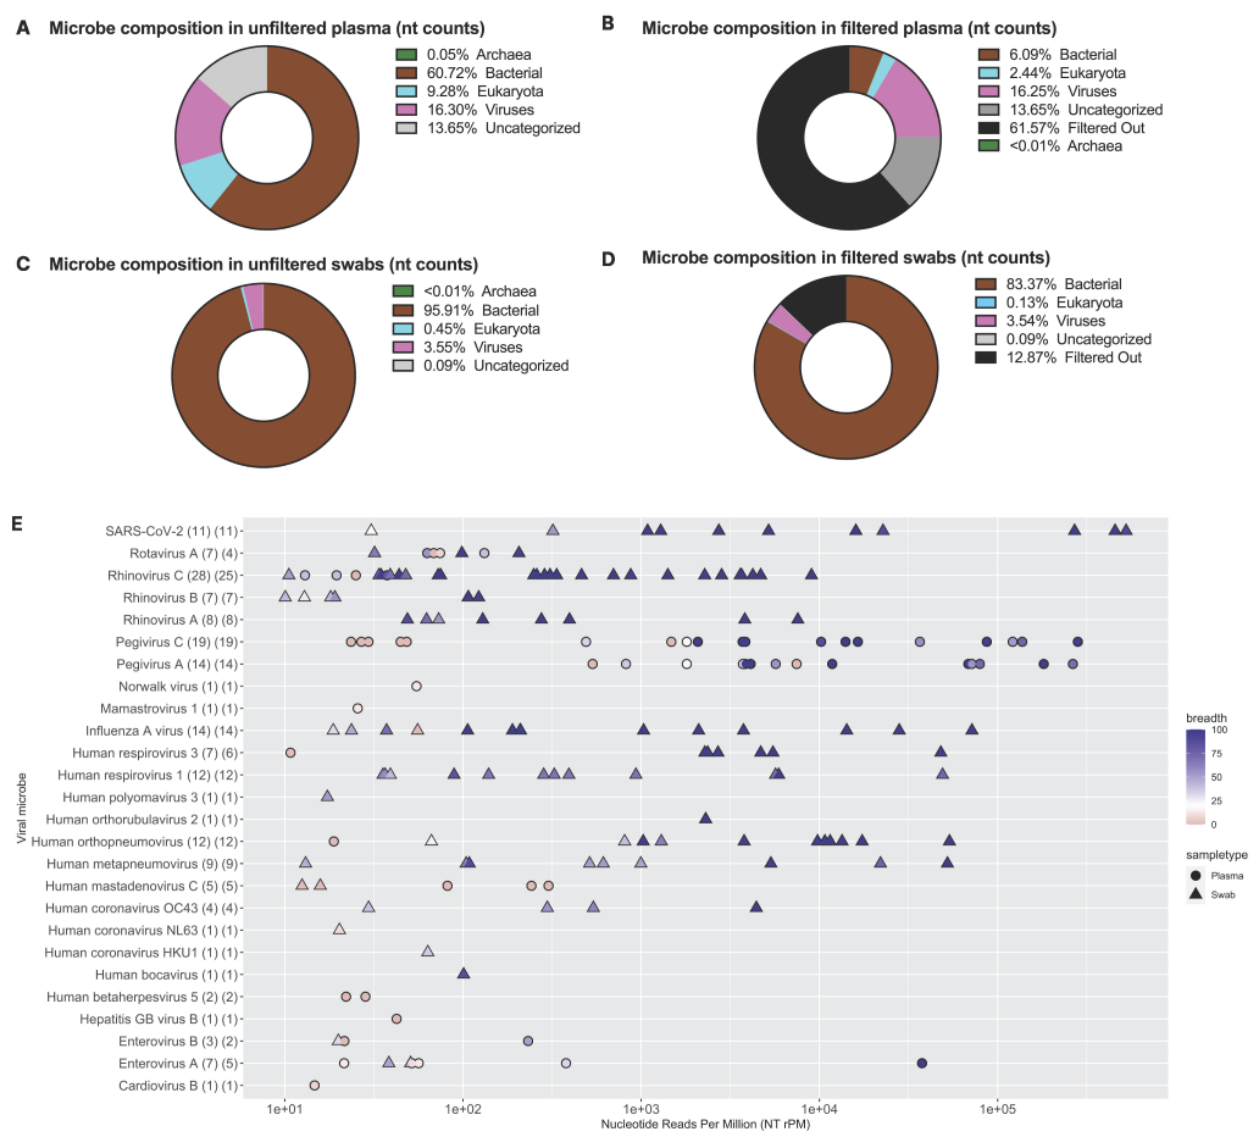 A Microbe composition in unfiltered plasma (nt counts)
0.05% Archaea
60.72% Bacterial
9.28% Eukaryota
16.30% Viruses
13.65% Uncategorized
B Microbe composition in filtered plasma (nt counts)
6.09% Bacterial
2.44% Eukaryota
16.25% Viruses
13.65% Uncategorized
61.57% Filtered Out
<0.01% Archaea
C Microbe composition in unfiltered swabs (nt counts)
<0.01% Archaea
95.91% Bacterial
0.45% Eukaryota
3.55% Viruses
0.09% Uncategorized
D Microbe composition in filtered swabs (nt counts)
83.37% Bacterial
0.13% Eukaryota
3.54% Viruses
0.09% Uncategorized
12.87% Filtered Out
E
Viral microbe
SARS-CoV-2 (11) (11)
Rotavirus A (7) (4)
Rhinovirus C (28) (25)
Rhinovirus B (7) (7)
Rhinovirus A (8) (8)
Pegivirus C (19) (19)
Pegivirus A (14) (14)
Norwalk virus (1) (1)
Mamastrovirus 1 (1) (1)
Influenza A virus (14) (14)
Human respirovirus 3 (7) (6)
Human respirovirus 1 (12) (12)
Human polyomavirus 3 (1) (1)
Human orthorubulavirus 2 (1) (1)
Human orthopneumovirus (12) (12)
Human metapneumovirus (9) (9)
Human mastadenovirus C (5) (5)
Human coronavirus OC43 (4) (4)
Human coronavirus NL63 (1) (1)
Human coronavirus HKU1 (1) (1)
Human bocavirus (1) (1)
Human betaherpesvirus 5 (2) (2)
Hepatitis GB virus B (1) (1)
Enterovirus B (3) (2)
Enterovirus A (7) (5)
Cardiovirus B (1) (1)
1e+01 1e+02 1e+03 1e+04 1e+05
Nucleotide Reads Per Million (NT rPM)
breadth
100
75
50
25
0
sampletype
Plasma
Swab